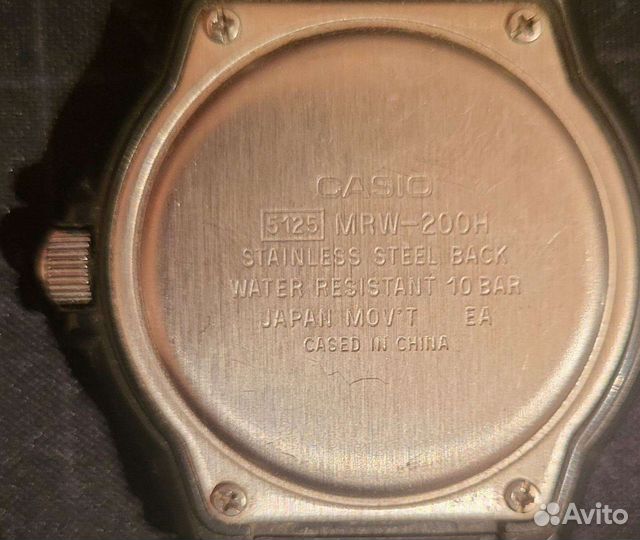 CASIO
5125 MRW-200H
STAINLESS STEEL BACK
WATER RESISTANT 10 BAR
JAPAN MOV'T EA
CASED IN CHINA
Avito